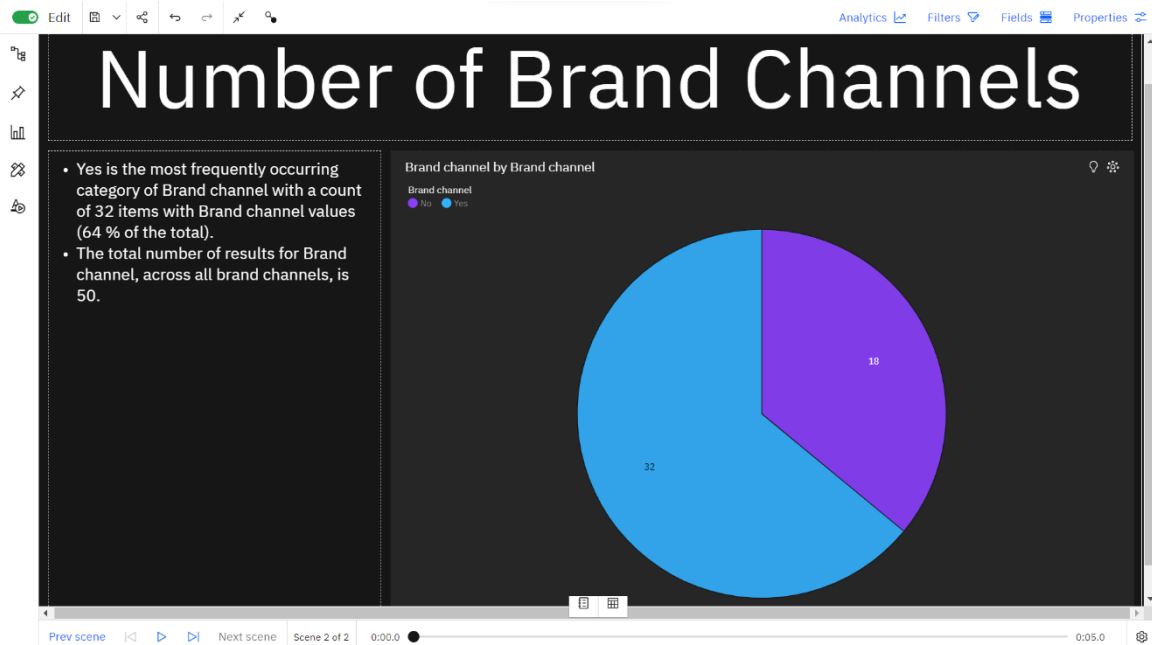 Edit
Analytics
Filters
Fields
Properties
Number of Brand Channels
• Yes is the most frequently occurring
category of Brand channel with a count
of 32 items with Brand channel values
(64 % of the total).
• The total number of results for Brand
channel, across all brand channels, is
50.
Brand channel by Brand channel
Brand channel
No Yes
18
32
Prev scene
Next scene
Scene 2 of 2
0:00.0
0:05.0